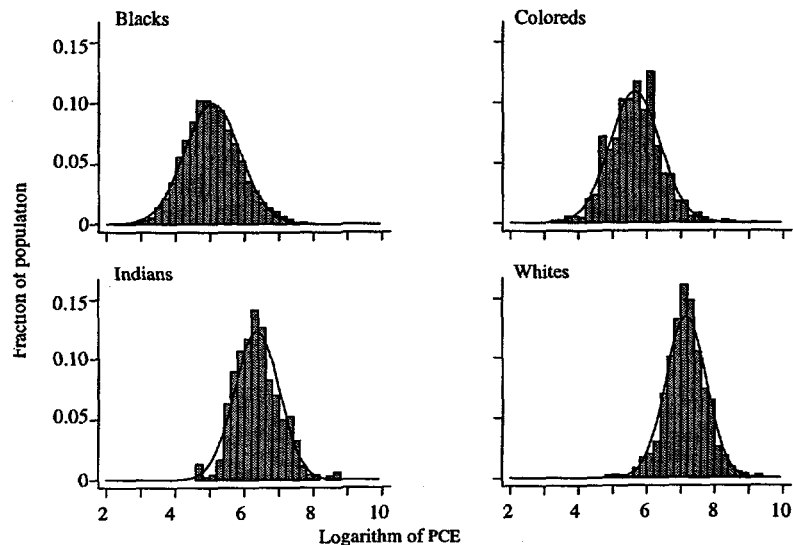 Blacks
Coloreds
0.15
0.10
0.05
0
Indians
Whites
0.15
0.10
0.05
0
Fraction of population
2 4 6 8 10
2 4 6 8 10
Logarithm of PCE